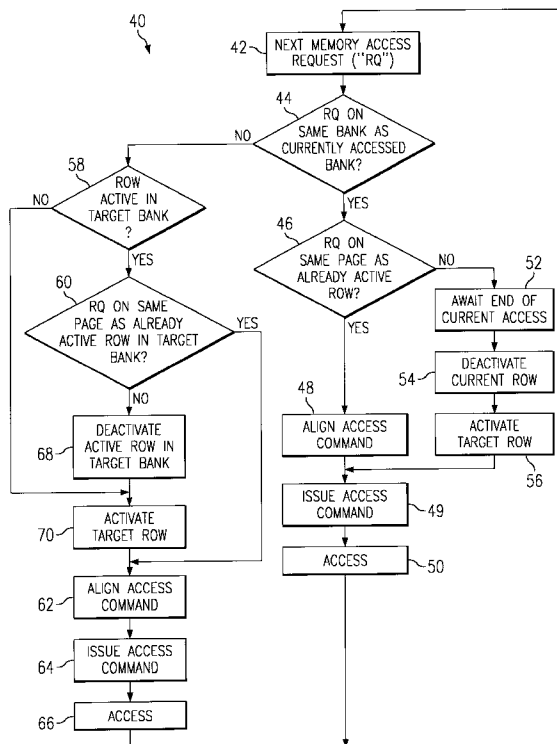 40
42
NEXT MEMORY ACCESS
REQUEST ("RQ")
44
RQ ON
SAME BANK AS
CURRENTLY ACCESSED
BANK?
NO
YES
58
ROW
ACTIVE IN
TARGET BANK
?
NO
YES
46
RQ ON
SAME PAGE AS
ALREADY ACTIVE
ROW?
NO
YES
52
AWAIT END OF
CURRENT ACCESS
60
RQ ON SAME
PAGE AS ALREADY
ACTIVE ROW IN TARGET
BANK?
YES
NO
54
DEACTIVATE
CURRENT ROW
48
ALIGN ACCESS
COMMAND
ACTIVATE
TARGET ROW
56
68
DEACTIVATE
ACTIVE ROW IN
TARGET BANK
ISSUE ACCESS
COMMAND
49
70
ACTIVATE
TARGET ROW
ACCESS
50
62
ALIGN ACCESS
COMMAND
64
ISSUE ACCESS
COMMAND
66
ACCESS